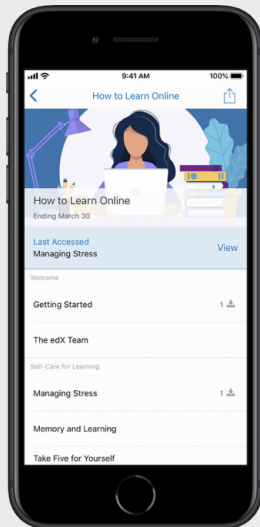 9:41 AM
100%
How to Learn Online
How to Learn Online
Ending March 30
Last Accessed
Managing Stress
View
Welcome
Getting Started
1
The edX Team
Self-Care for Learning
Managing Stress
1
Memory and Learning
Take Five for Yourself